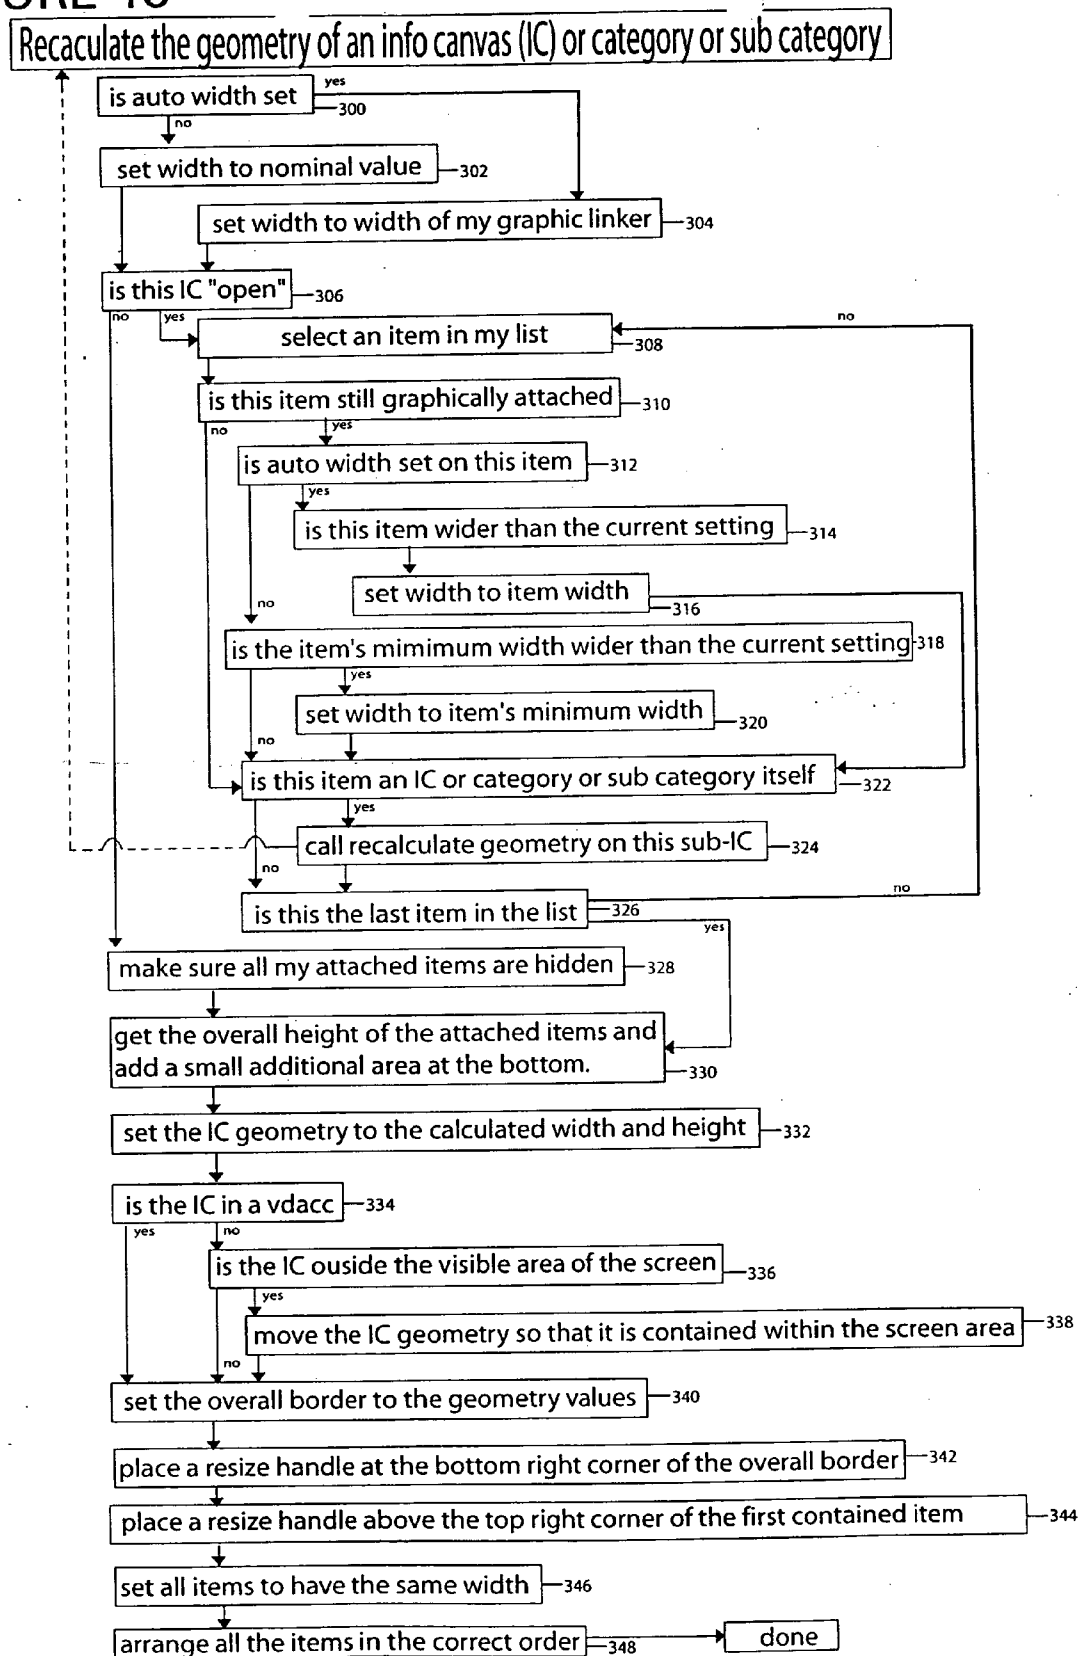 Recaculate the geometry of an info canvas (IC) or category or sub category
is auto width set
yes
300
no
set width to nominal value
302
set width to width of my graphic linker
304
is this IC "open"
306
no
yes
select an item in my list
no
308
is this item still graphically attached
310
no
yes
is auto width set on this item
312
yes
is this item wider than the current setting
314
set width to item width
316
no
is the item's mimimum width wider than the current setting
318
yes
set width to item's minimum width
320
no
is this item an IC or category or sub category itself
322
yes
call recalculate geometry on this sub-IC
324
no
is this the last item in the list
326
no
yes
make sure all my attached items are hidden
328
get the overall height of the attached items and
add a small additional area at the bottom.
330
set the IC geometry to the calculated width and height
332
is the IC in a vdacc
334
yes
no
is the IC ouside the visible area of the screen
336
yes
move the IC geometry so that it is contained within the screen area
338
no
set the overall border to the geometry values
340
place a resize handle at the bottom right corner of the overall border
342
place a resize handle above the top right corner of the first contained item
344
set all items to have the same width
346
arrange all the items in the correct order
348
done